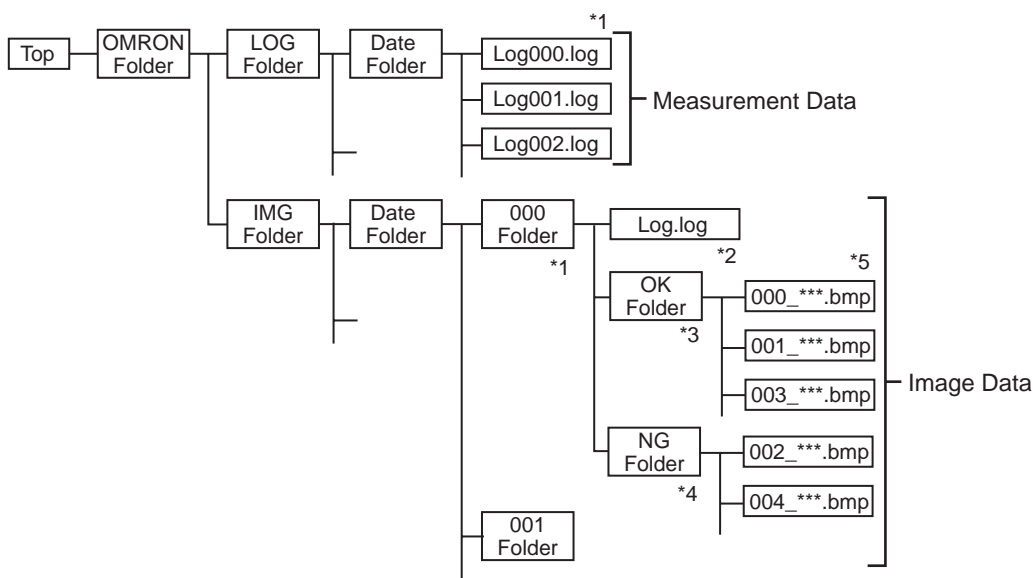 *1
Top
OMRON
Folder
LOG
Folder
Date
Folder
Log000.log
Log001.log
Log002.log
Measurement Data
IMG
Folder
Date
Folder
000
Folder
*1
Log.log
*2
OK
Folder
*3
*5
000_***.bmp
001_***.bmp
003_***.bmp
Image Data
NG
Folder
*4
002_***.bmp
004_***.bmp
001
Folder